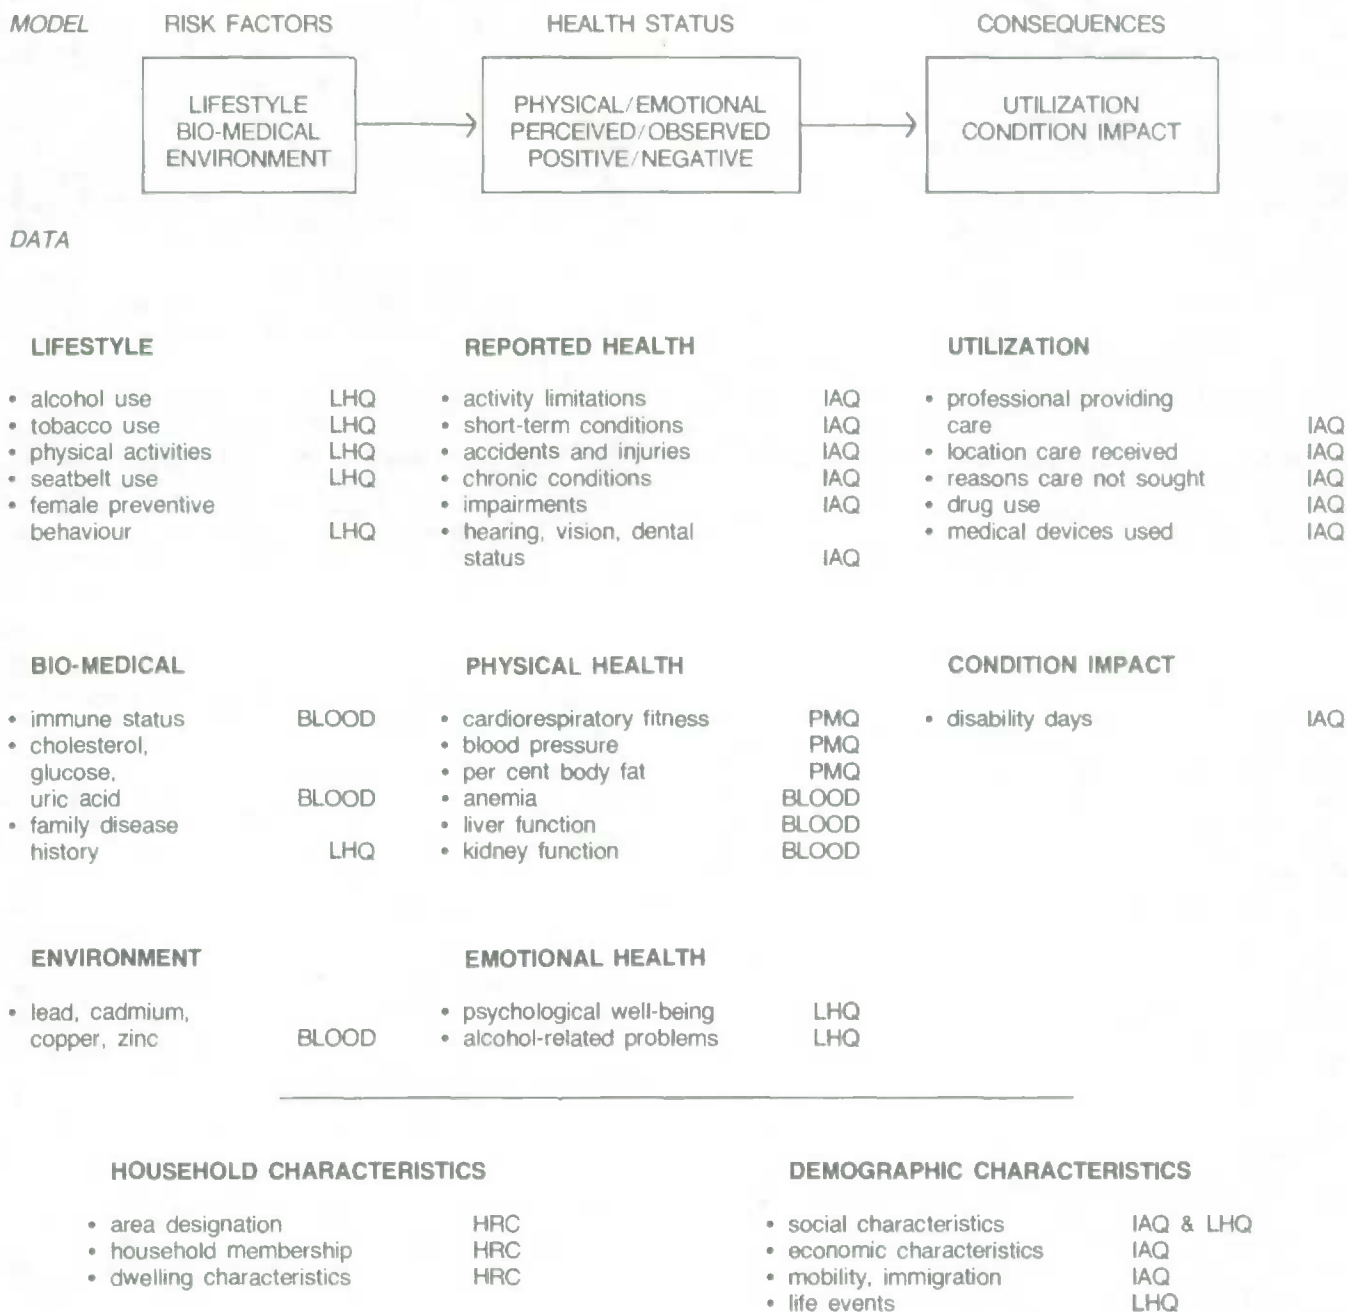 MODEL RISK FACTORS HEALTH STATUS CONSEQUENCES
LIFESTYLE
BIO-MEDICAL
ENVIRONMENT
PHYSICAL/EMOTIONAL
PERCEIVED/OBSERVED
POSITIVE/NEGATIVE
UTILIZATION
CONDITION IMPACT
DATA
LIFESTYLE
• alcohol use LHQ
• tobacco use LHQ
• physical activities LHQ
• seatbelt use LHQ
• female preventive
behaviour LHQ
REPORTED HEALTH
• activity limitations IAQ
• short-term conditions IAQ
• accidents and injuries IAQ
• chronic conditions IAQ
• impairments IAQ
• hearing, vision, dental
status IAQ
UTILIZATION
• professional providing
care IAQ
• location care received IAQ
• reasons care not sought IAQ
• drug use IAQ
• medical devices used IAQ
BIO-MEDICAL
• immune status BLOOD
• cholesterol,
glucose,
uric acid BLOOD
• family disease
history LHQ
PHYSICAL HEALTH
• cardiorespiratory fitness PMQ
• blood pressure PMQ
• per cent body fat PMQ
• anemia BLOOD
• liver function BLOOD
• kidney function BLOOD
CONDITION IMPACT
• disability days IAQ
ENVIRONMENT
• lead, cadmium,
copper, zinc BLOOD
EMOTIONAL HEALTH
• psychological well-being LHQ
• alcohol-related problems LHQ
HOUSEHOLD CHARACTERISTICS
• area designation HRC
• household membership HRC
• dwelling characteristics HRC
DEMOGRAPHIC CHARACTERISTICS
• social characteristics IAQ & LHQ
• economic characteristics IAQ
• mobility, immigration IAQ
• life events LHQ